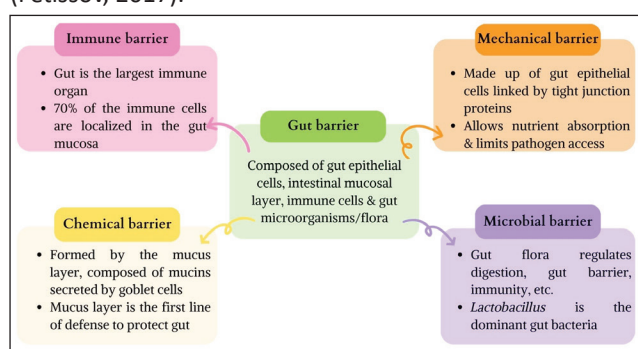 (Fetissov, 2017).
Immune barrier
• Gut is the largest immune
organ
• 70% of the immune cells
are localized in the gut
mucosa
Mechanical barrier
• Made up of gut epithelial
cells linked by tight junction
proteins
• Allows nutrient absorption
& limits pathogen access
Gut barrier
Composed of gut epithelial
cells, intestinal mucosal
layer, immune cells & gut
microorganisms/flora
Chemical barrier
• Formed by the mucus
layer, composed of mucins
secreted by goblet cells
• Mucus layer is the first line
of defense to protect gut
Microbial barrier
• Gut flora regulates
digestion, gut barrier,
immunity, etc.
• Lactobacillus is the
dominant gut bacteria